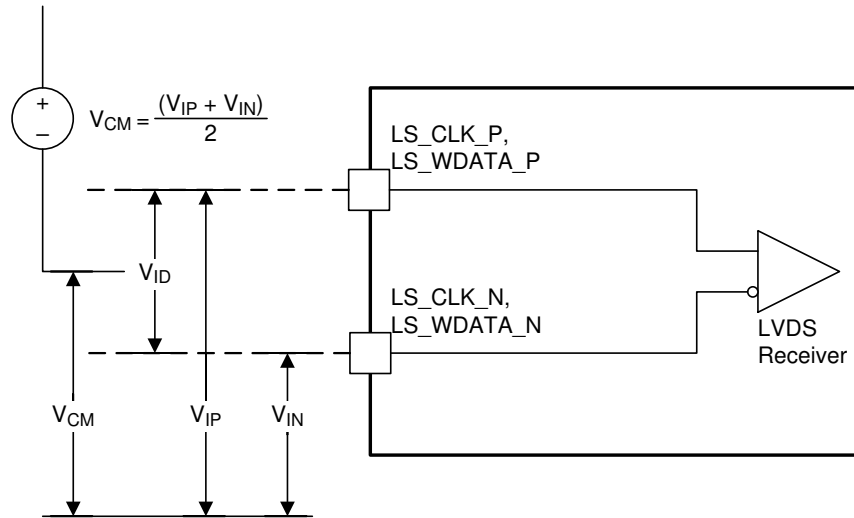 +
–
V_CM = (V_IP + V_IN) / 2
LS_CLK_P,
LS_WDATA_P
V_ID
LS_CLK_N,
LS_WDATA_N
LVDS
Receiver
V_CM
V_IP
V_IN